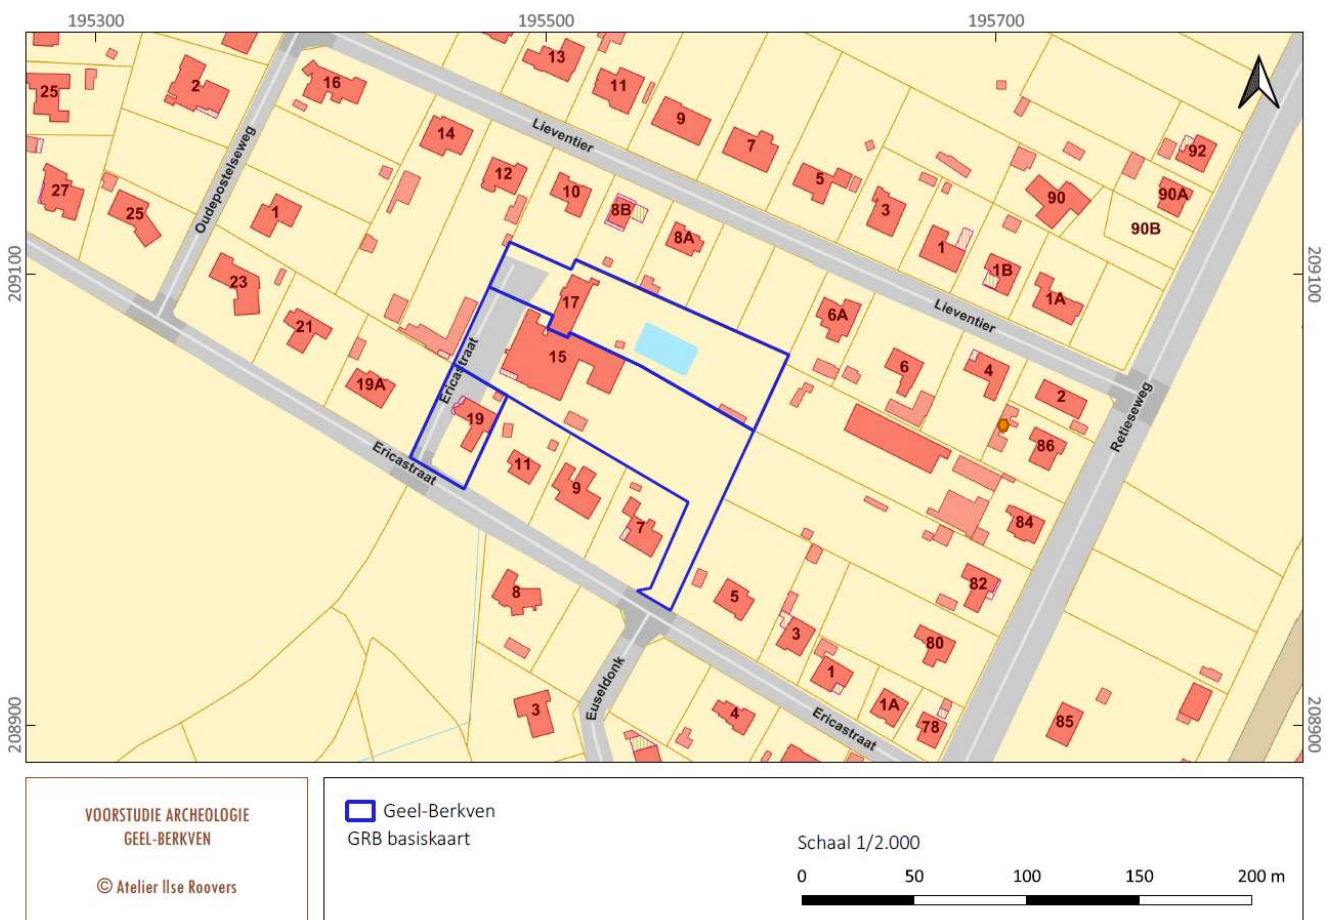 195300
195500
195700
13
16
11
25
2
9
14
92
7
Lieventier
12
5
10
90A
27
90
25
1
8B
3
90B
Oudepostelseweg
8A
1
1B
209100
23
17
1A
209100
6A
Lieventier
21
15
6
4
19A
Ericastraat
2
Retieseweg
19
86
Ericastraat
11
9
84
7
82
8
5
3
80
1
Euseldonk
3
4
1A
85
78
Ericastraat
208900
208900
VOORSTUDIE ARCHEOLOGIE
GEEL-BERKVEN
© Atelier Ilse Roovers
Geel-Berkven
GRB basiskaart
Schaal 1/2.000
0 50 100 150 200 m